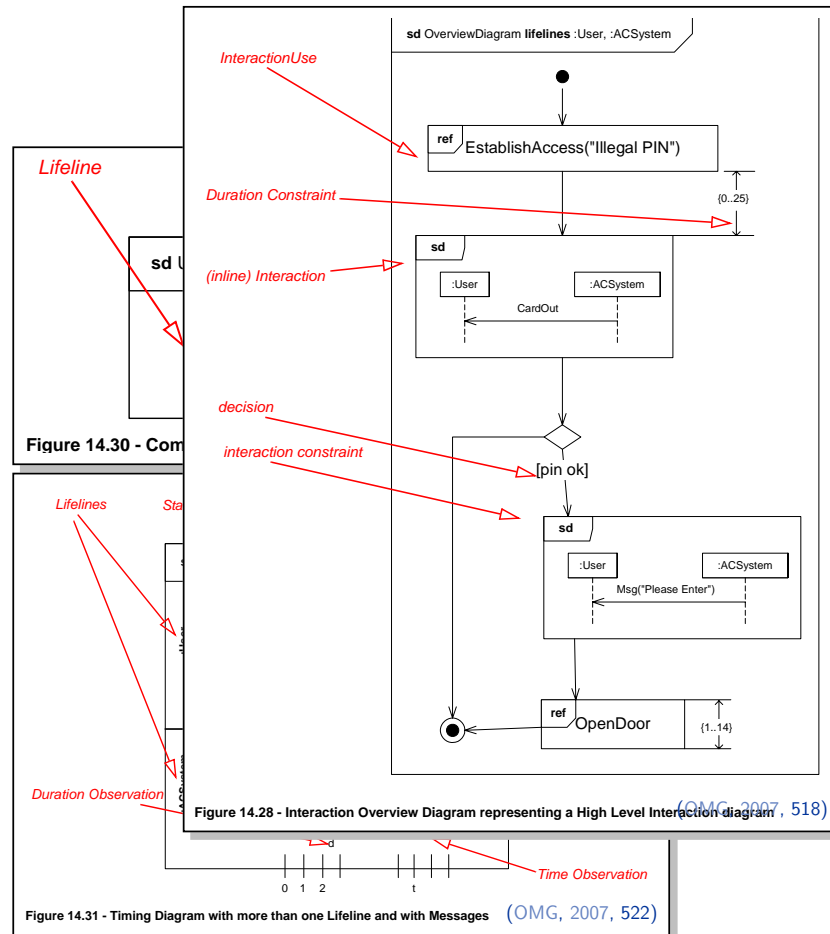 sd OverviewDiagram lifelines :User, :ACSystem
InteractionUse
ref
EstablishAccess("Illegal PIN")
Duration Constraint
{0..25}
sd
(inline) Interaction
:User
:ACSystem
CardOut
decision
interaction constraint
[pin ok]
sd
:User
:ACSystem
Msg("Please Enter")
ref
OpenDoor
{1..14}
Figure 14.28 - Interaction Overview Diagram representing a High Level Interaction diagram (OMG, 2007, 518)
Lifeline
sd
Figure 14.30 -
Lifelines
Duration Observation
d
Time Observation
0 1 2 t
Figure 14.31 - Timing Diagram with more than one Lifeline and with Messages (OMG, 2007, 522)